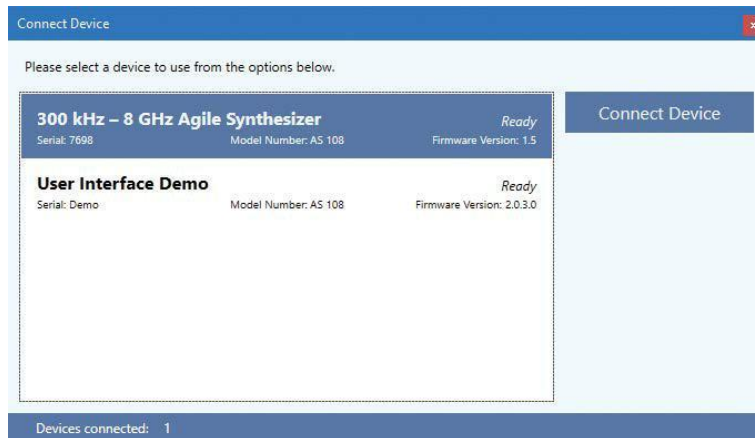 Connect Device
x
Please select a device to use from the options below.
300 kHz – 8 GHz Agile Synthesizer Ready
Serial: 7698 Model Number: AS 108 Firmware Version: 1.5
Connect Device
User Interface Demo Ready
Serial: Demo Model Number: AS 108 Firmware Version: 2.0.3.0
Devices connected: 1